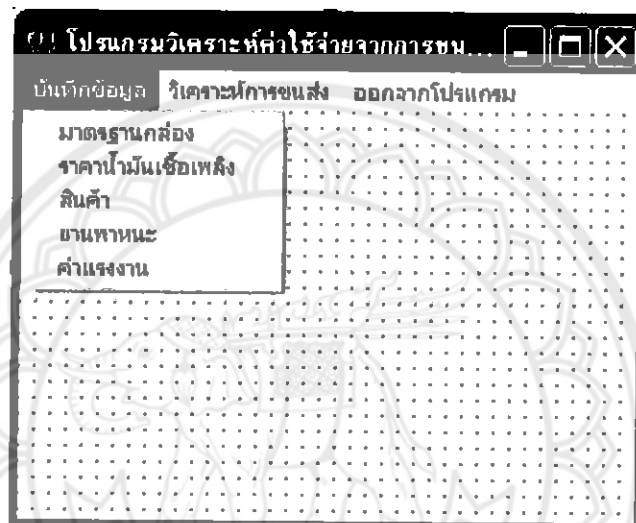 โปรแกรมวิเคราะห์ค่าใช้จ่ายจากการขน...
บันทึกข้อมูล วิเคราะห์การขนส่ง ออกจากโปรแกรม
มาตรฐานกล่อง
ราคาน้ำมันเชื้อเพลิง
สินค้า
ยานพาหนะ
ค่าแรงงาน